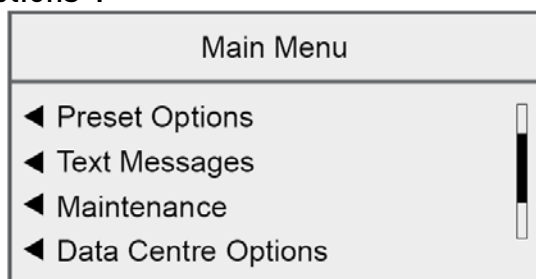 Main Menu
Preset Options
Text Messages
Maintenance
Data Centre Options